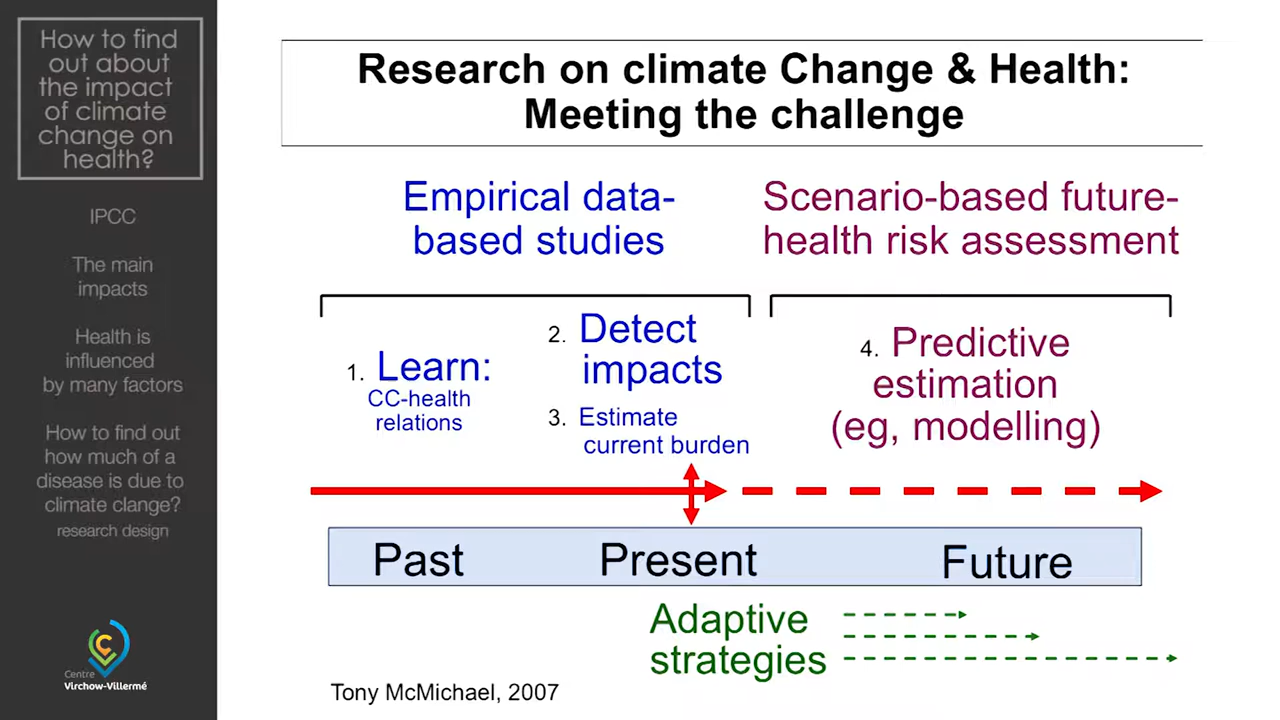 How to find
out about
the impact
of climate
change on
health?
IPCC
The main
impacts
Health is
influenced
by many factors
How to find out
how much of a
disease is due to
climate clange?
research design
Centre
Virchow-Villermé
Research on climate Change & Health:
Meeting the challenge
Empirical data-
based studies
Scenario-based future-
health risk assessment
1. Learn:
CC-health
relations
2. Detect
impacts
3. Estimate
current burden
4. Predictive
estimation
(eg, modelling)
Past
Present
Future
Adaptive
strategies
Tony McMichael, 2007